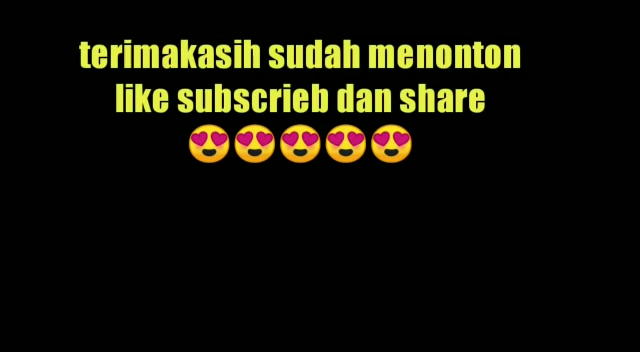 terimakasih sudah menonton
like subscrieb dan share
😍😍😍😍😍